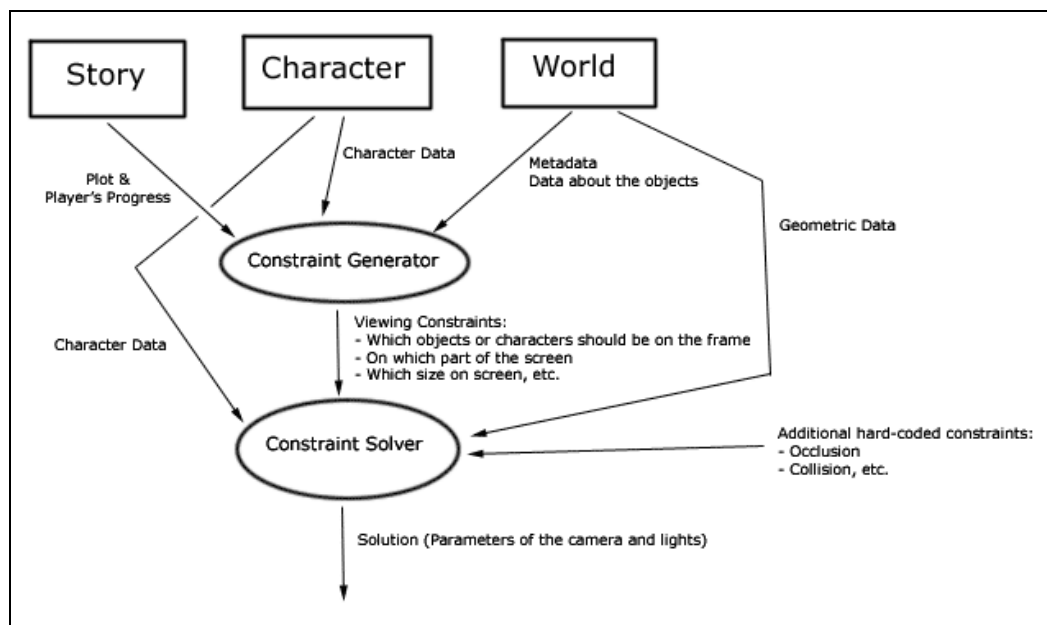 Story
Character
World
Character Data
Plot &
Player's Progress
Metadata
Data about the objects
Geometric Data
Constraint Generator
Viewing Constraints:
- Which objects or characters should be on the frame
- On which part of the screen
- Which size on screen, etc.
Character Data
Constraint Solver
Additional hard-coded constraints:
- Occlusion
- Collision, etc.
Solution (Parameters of the camera and lights)